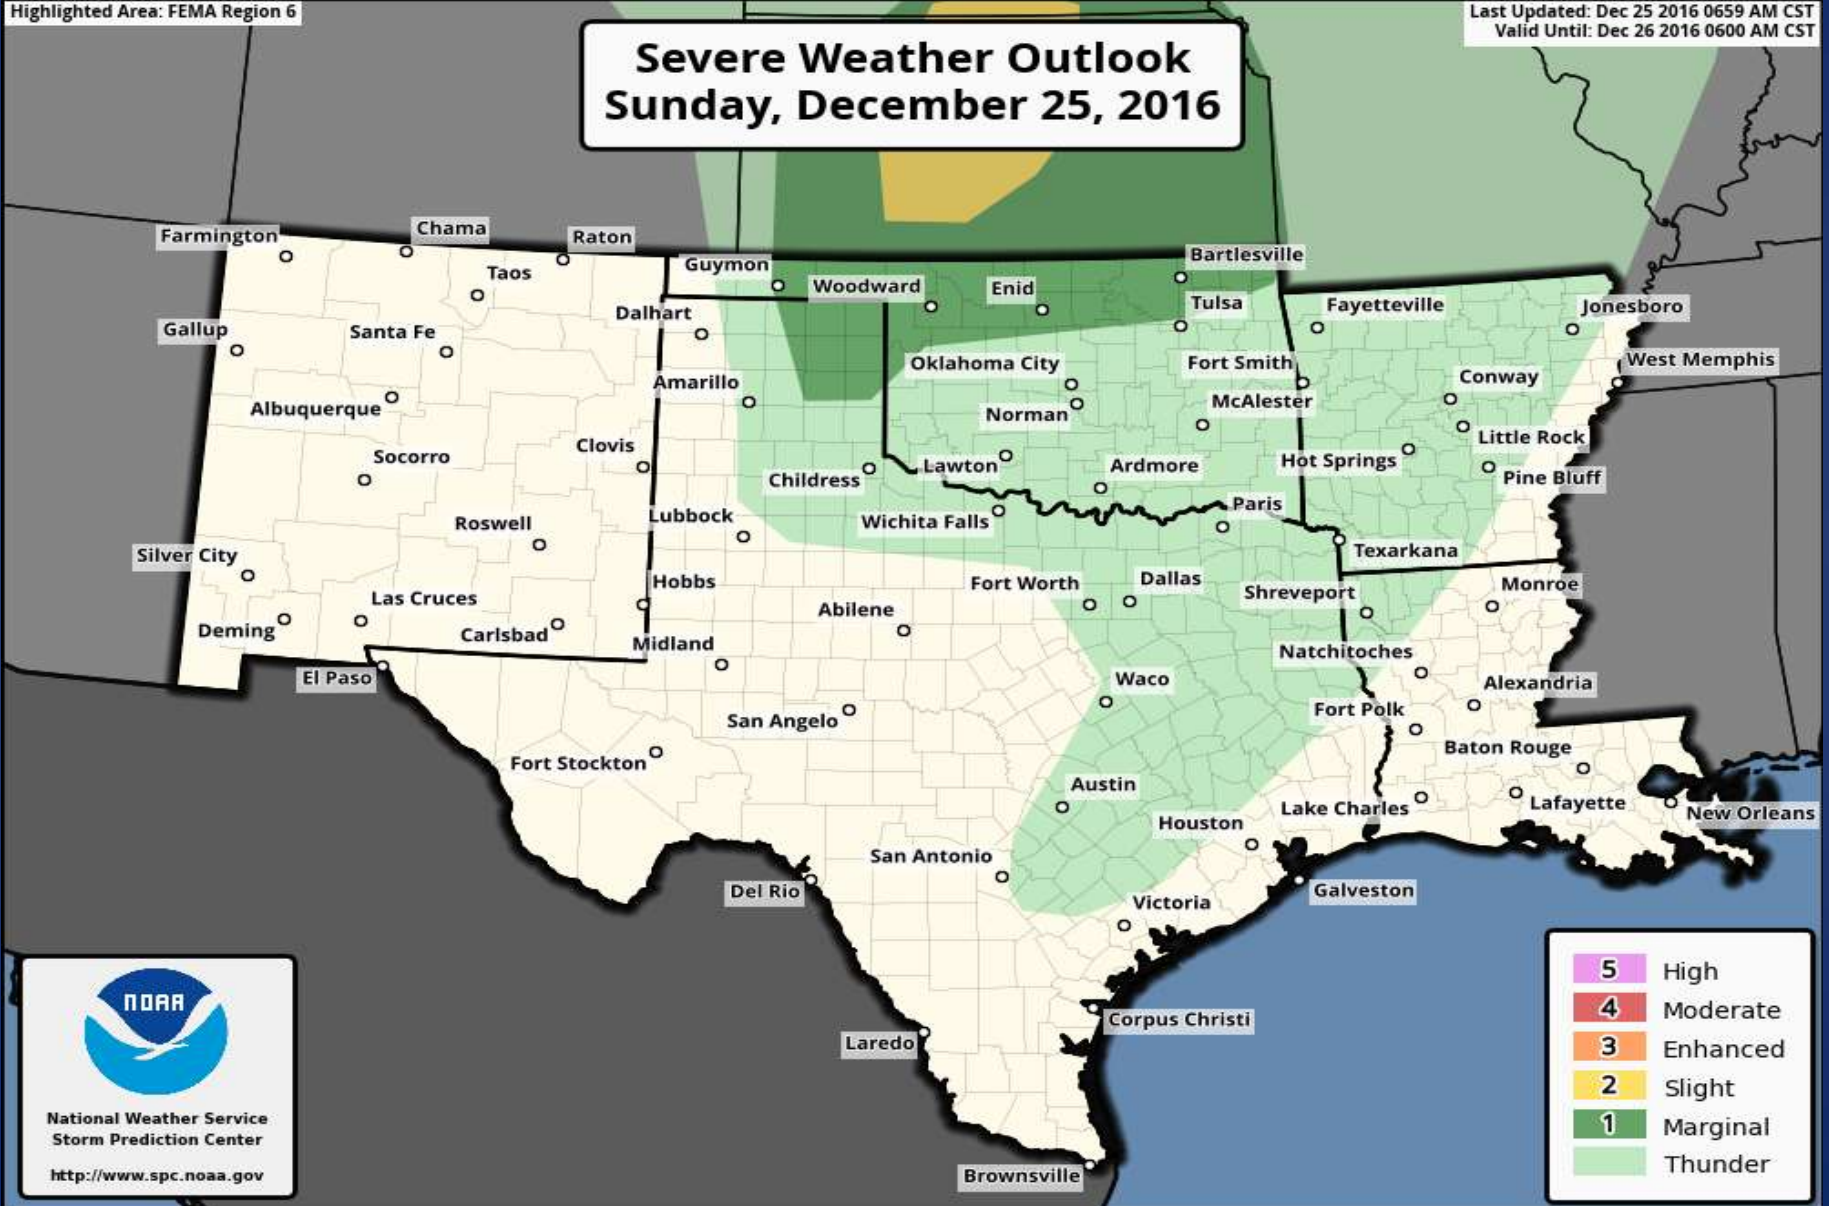 Highlighted Area: FEMA Region 6
Last Updated: Dec 25 2016 0659 AM CST
Valid Until: Dec 26 2016 0600 AM CST
Severe Weather Outlook
Sunday, December 25, 2016
Farmington
Chama
Raton
Taos
Gallup
Santa Fe
Albuquerque
Socorro
Clovis
Roswell
Silver City
Las Cruces
Deming
Carlsbad
Hobbs
Guymon
Woodward
Enid
Bartlesville
Tulsa
Oklahoma City
Norman
McAlester
Lawton
Ardmore
Fayetteville
Jonesboro
West Memphis
Fort Smith
Conway
Little Rock
Hot Springs
Pine Bluff
Dalhart
Amarillo
Childress
Wichita Falls
Paris
Texarkana
Lubbock
Fort Worth
Dallas
Abilene
Midland
El Paso
Waco
San Angelo
Fort Stockton
Austin
Houston
San Antonio
Del Rio
Victoria
Galveston
Corpus Christi
Laredo
Brownsville
Shreveport
Monroe
Natchitoches
Alexandria
Fort Polk
Baton Rouge
Lake Charles
Lafayette
New Orleans
NOAA
National Weather Service
Storm Prediction Center
http://www.spc.noaa.gov
5 High
4 Moderate
3 Enhanced
2 Slight
1 Marginal
Thunder